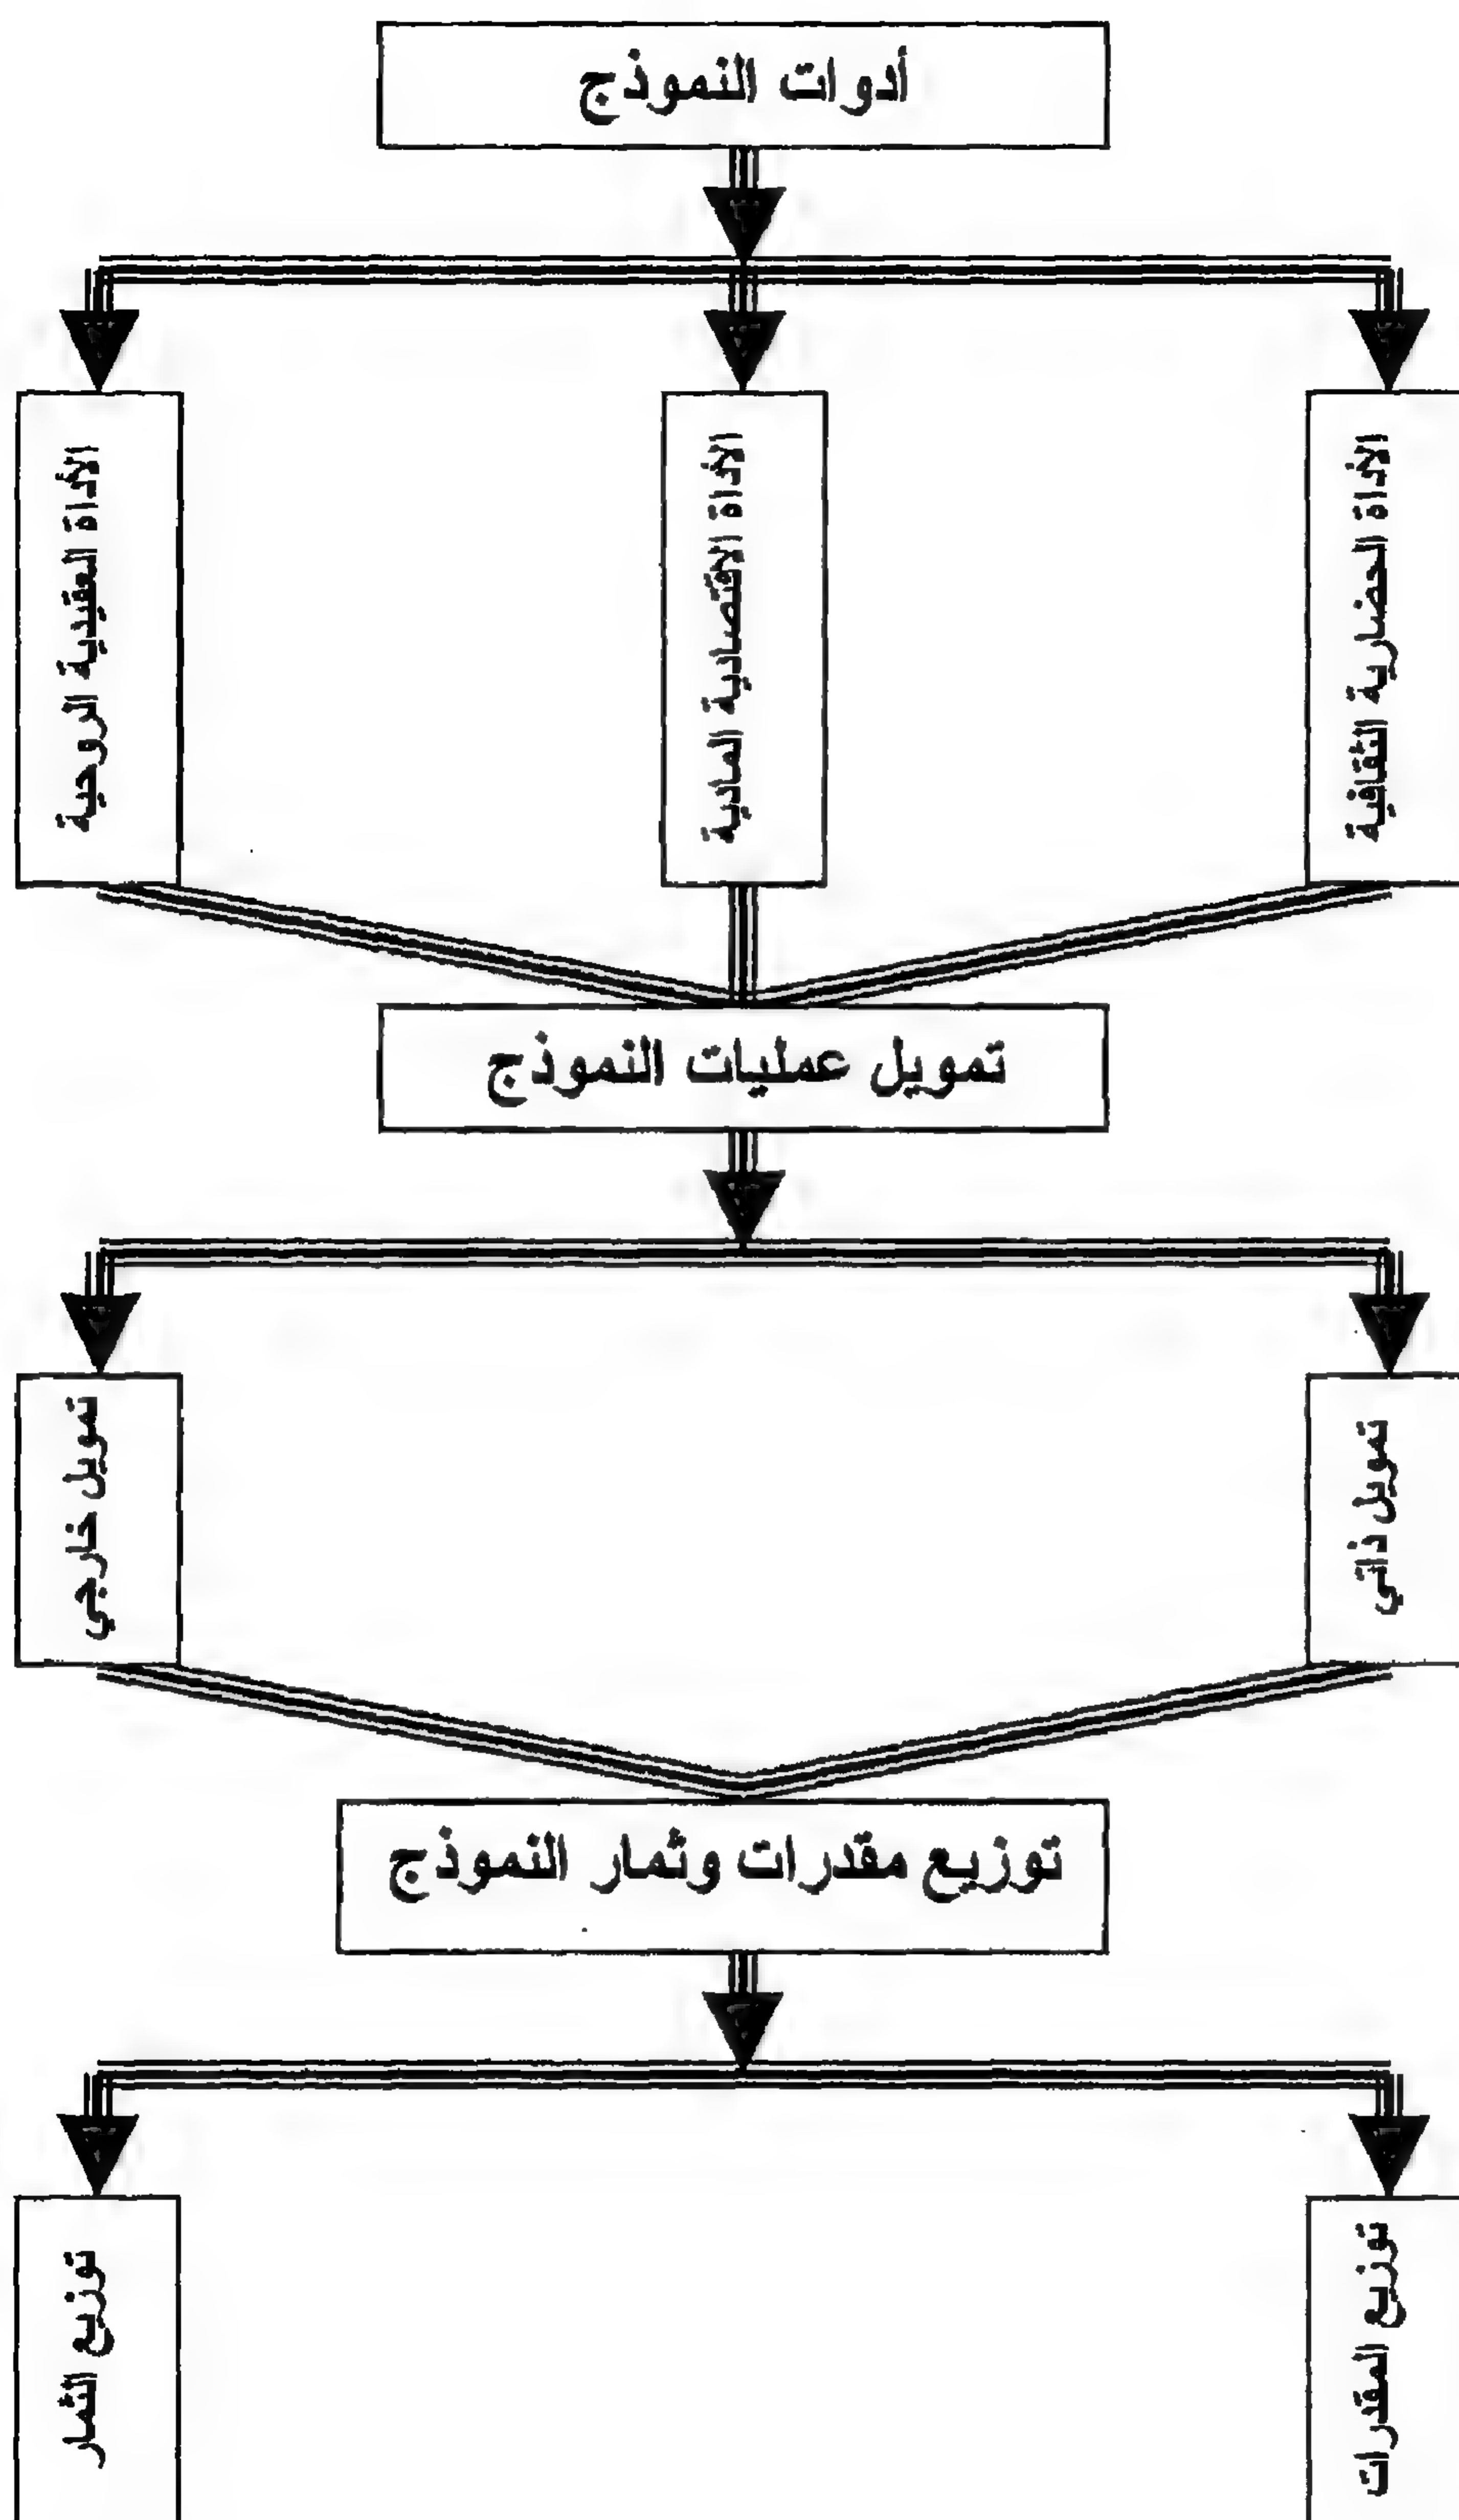 أدوات النموذج
الأداة الحضارية الثقافية
الأداة الاقتصادية المادية
الأداة العقيدية الروحية
تمويل عمليات النموذج
تمويل ذاتي
تمويل خارجي
توزيع مقدرات وثمار النموذج
توزيع المقدرات
توزيع الثمار